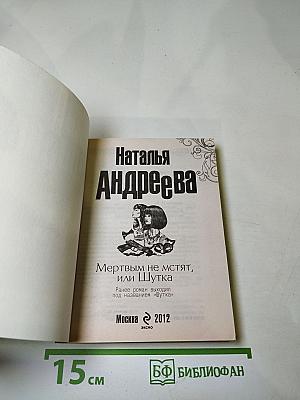 Наталья
Андреева
Мертвым не мстят,
или Шутка
Ранее роман выходил
под названием «Шутка»
Москва 2012
эксмо
15 см
БФ БИБЛИОФАН